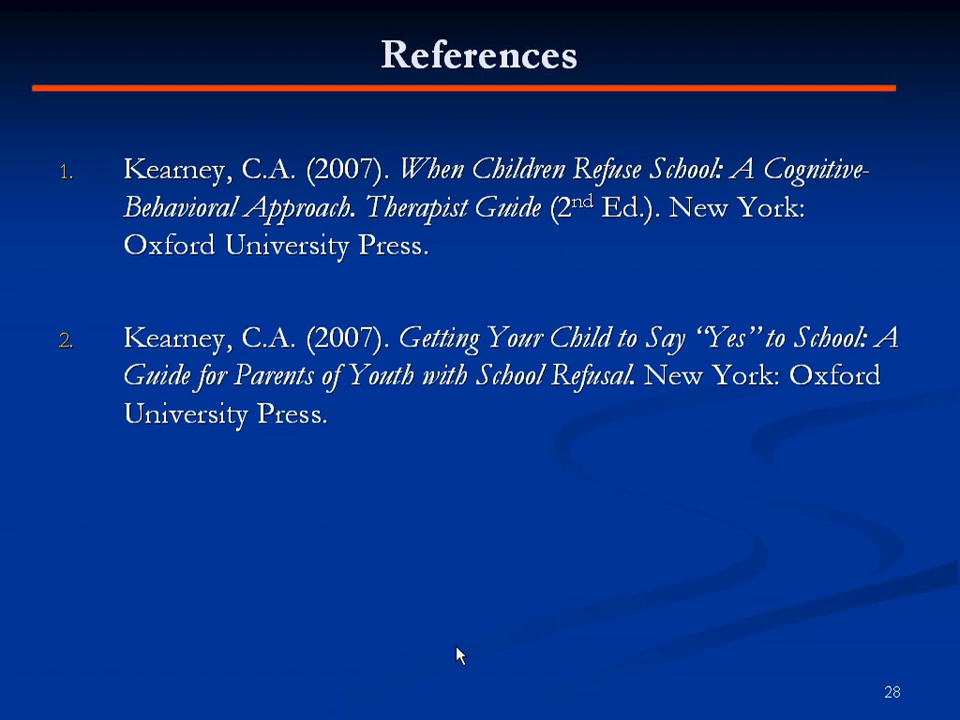 References
1. Kearney, C.A. (2007). When Children Refuse School: A Cognitive-
Behavioral Approach. Therapist Guide (2nd Ed.). New York:
Oxford University Press.
2. Kearney, C.A. (2007). Getting Your Child to Say “Yes” to School: A
Guide for Parents of Youth with School Refusal. New York: Oxford
University Press.
28